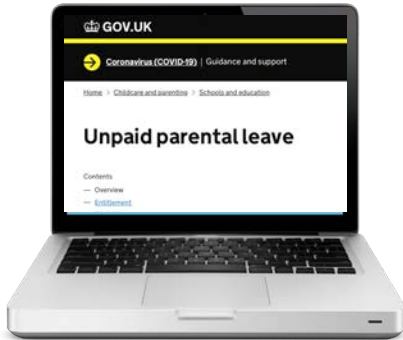 GOV.UK
Coronavirus (COVID-19) | Guidance and support
Home > Childcare and parenting > Schools and education
Unpaid parental leave
Contents
— Overview
— Entitlement